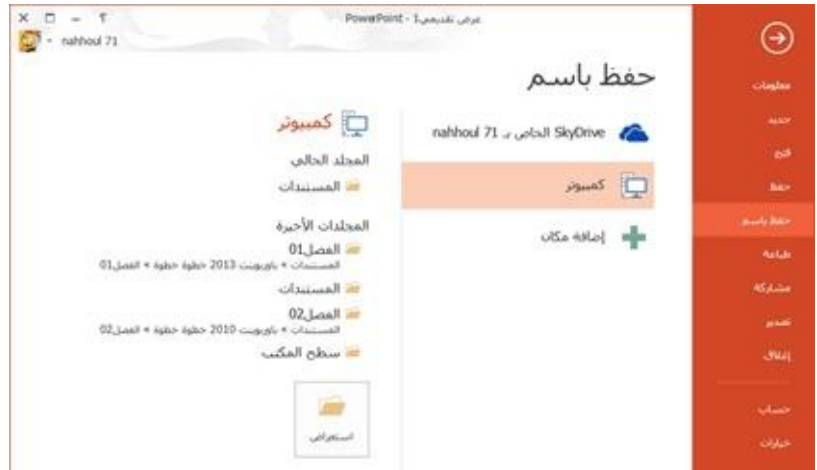 عرض تقديمي1 - PowerPoint
nahhoul 71
معلومات
جديد
فتح
حفظ
حفظ باسم
طباعة
مشاركة
تصدير
إغلاق
حساب
خيارات
حفظ باسم
SkyDrive الخاص بـ nahhoul 71
كمبيوتر
إضافة مكان
كمبيوتر
المجلد الحالي
المستندات
المجلدات الأخيرة
الفصل01
المستندات » باوربوينت 2013 خطوة خطوة » الفصل01
المستندات
الفصل02
المستندات » باوربوينت 2010 خطوة خطوة » الفصل02
سطح المكتب
استعراض